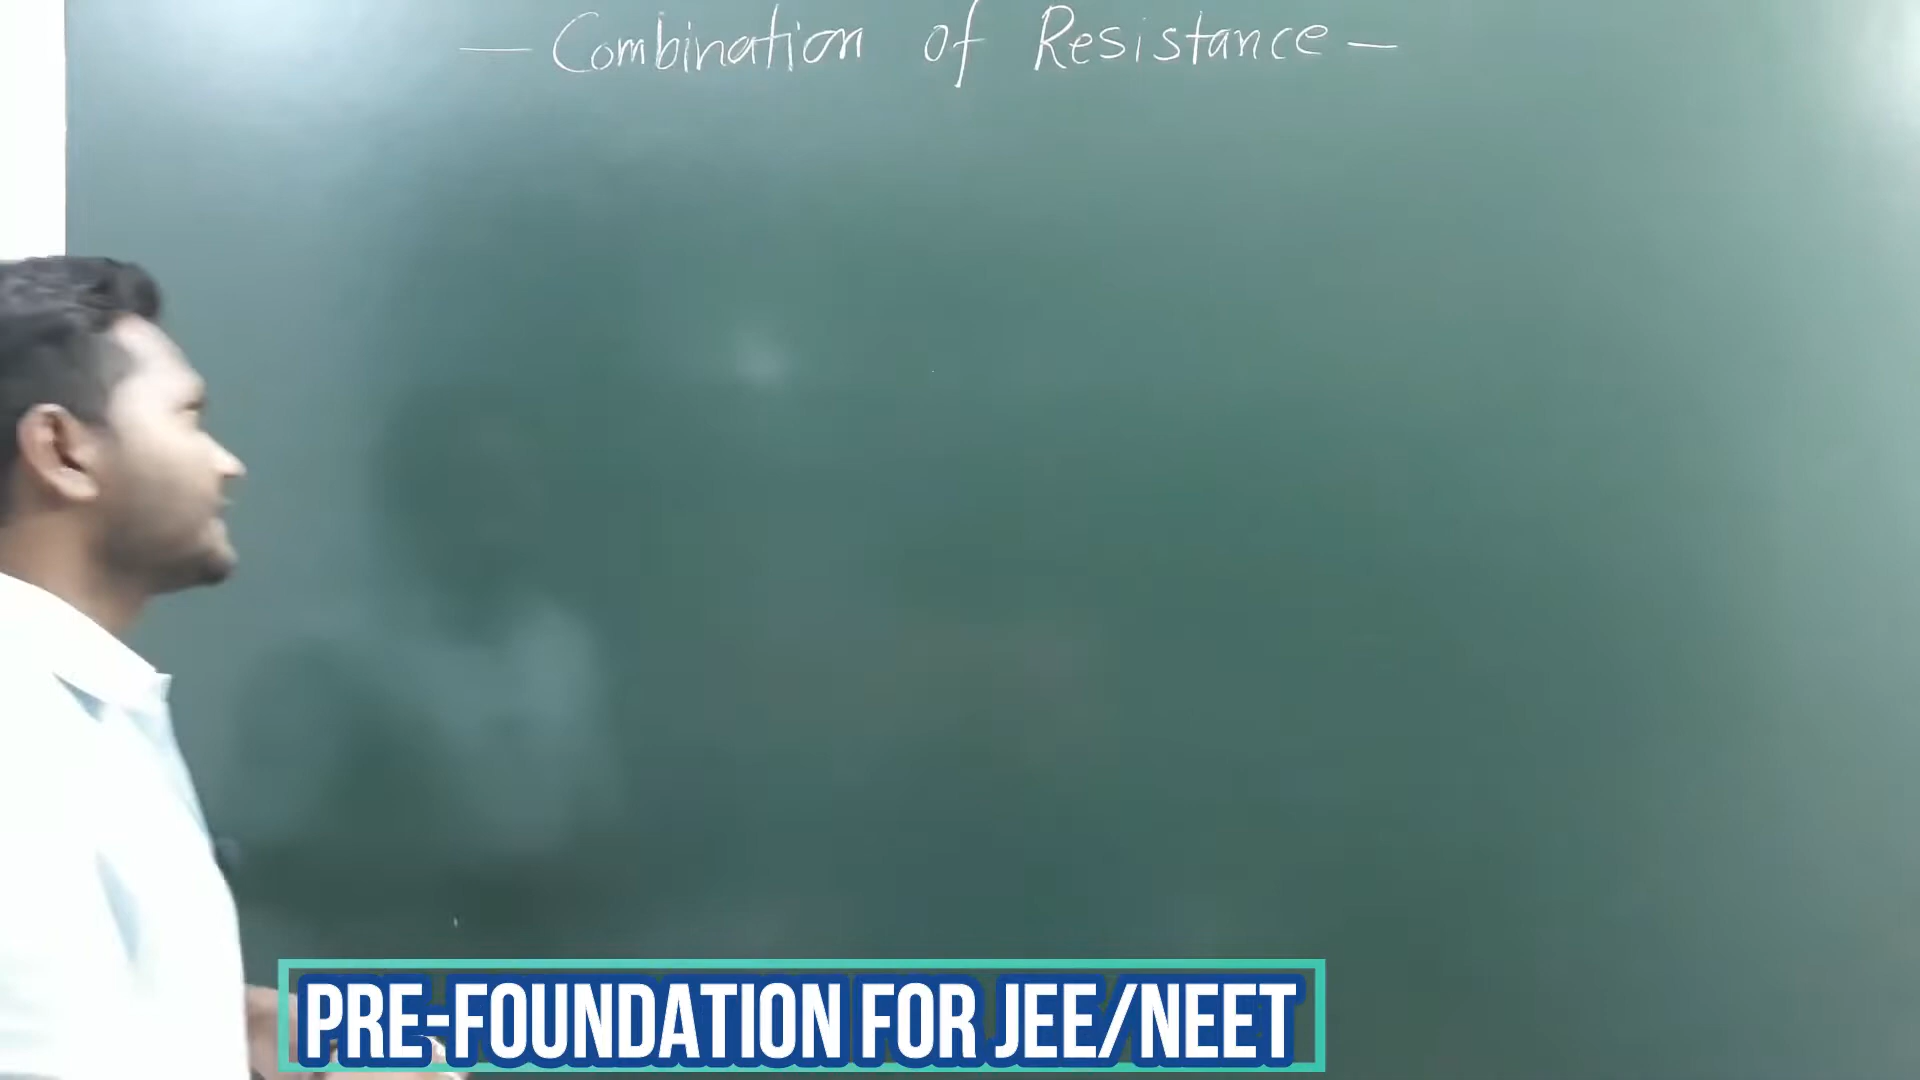 — Combination of Resistance —
PRE-FOUNDATION FOR JEE/NEET